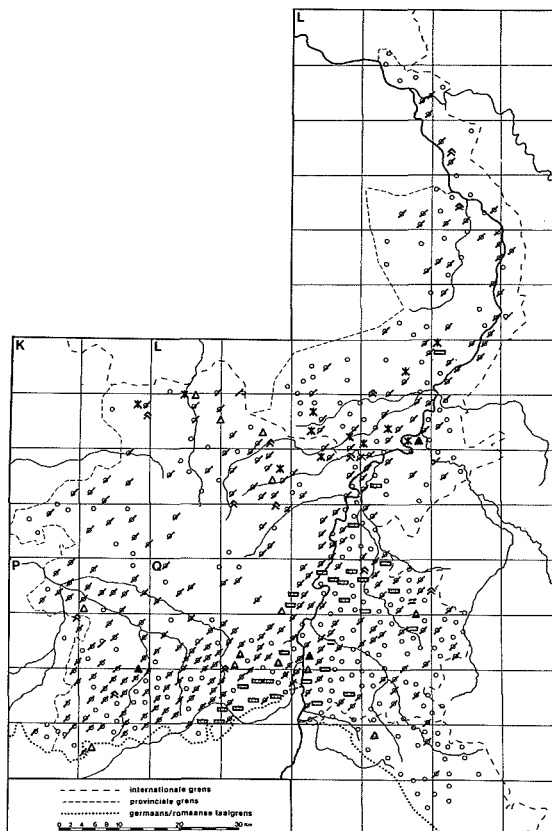 L
K L
P Q
internationale grens
provinciale grens
germaans/romaanse taalgrens
0 2 4 6 8 10 20 30 Km